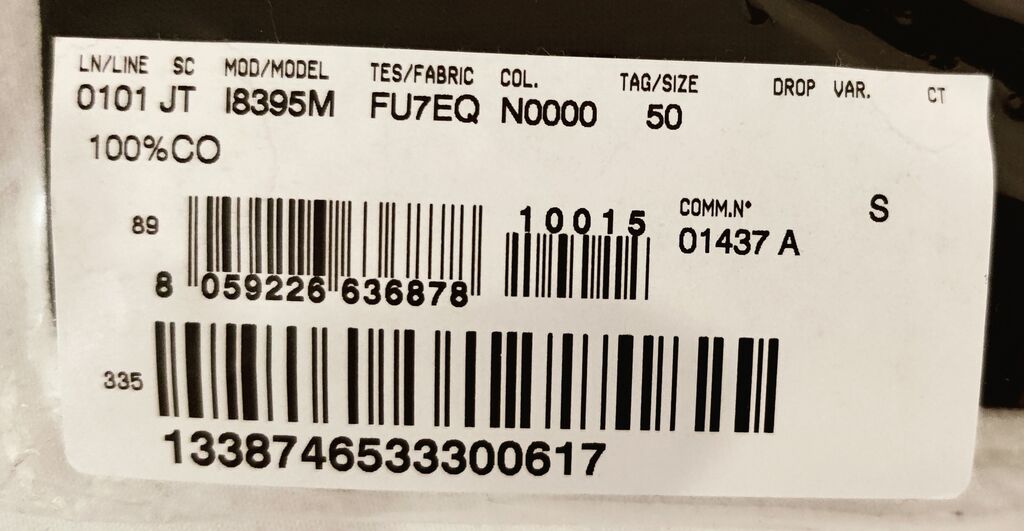 LN/LINE SC MOD/MODEL TES/FABRIC COL. TAG/SIZE DROP VAR. CT
0101 JT I8395M FU7EQ N0000 50
100%CO
89 10015 COMM.N° S
8 059226 636878 01437 A
335
1338746533300617